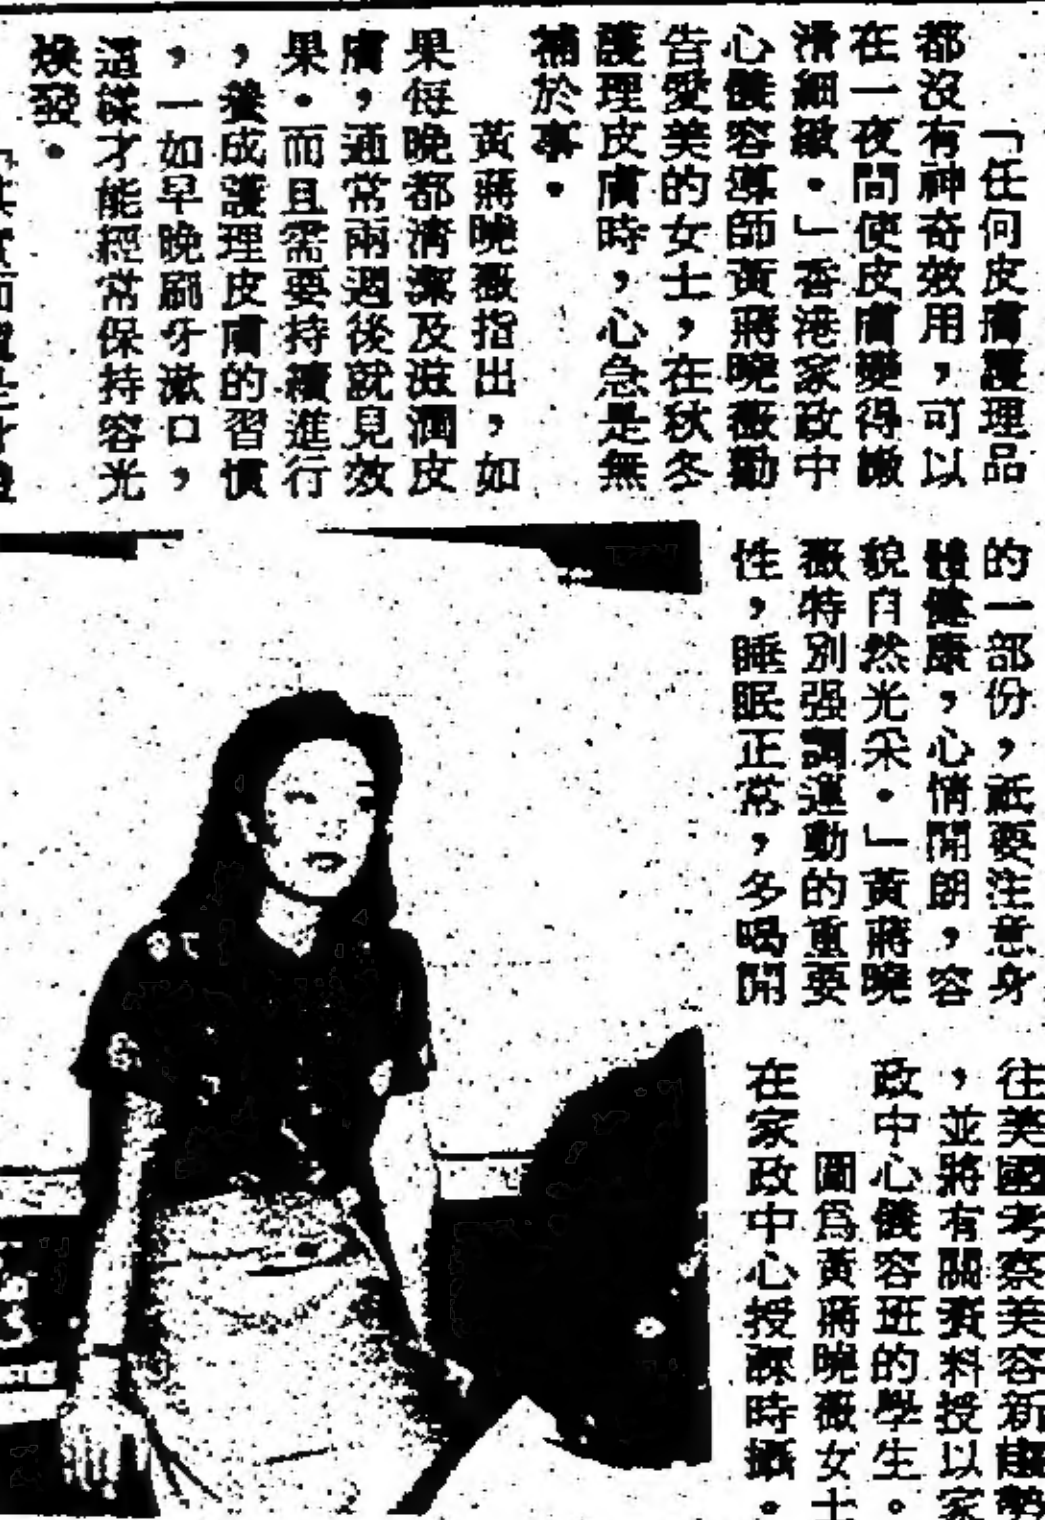 「任何皮膚護理品
都沒有神奇效用，可以
在一夜間使皮膚變得嫩
滑細緻。」香港家政中
心儀容導師黃蔣曉薇勸
告愛美的女士，在秋冬
護理皮膚時，心急是無
補於事。
黃蔣曉薇指出，如
果每晚都清潔及滋潤皮
膚，通常兩週後就見效
果。而且需要持續進行
，養成護理皮膚的習慣
，一如早晚刷牙漱口，
這樣才能經常保持容光
煥發。
的一部份，祇要注意身
體健康，心情開朗，容
貌自然光采。」黃蔣曉
薇特別强調運動的重要
性，睡眠正常，多喝開
往美國考察美容新趨勢
，並將有關資料授以家
政中心儀容班的學生。
圖爲黃蔣曉薇女士
在家政中心授課時攝。